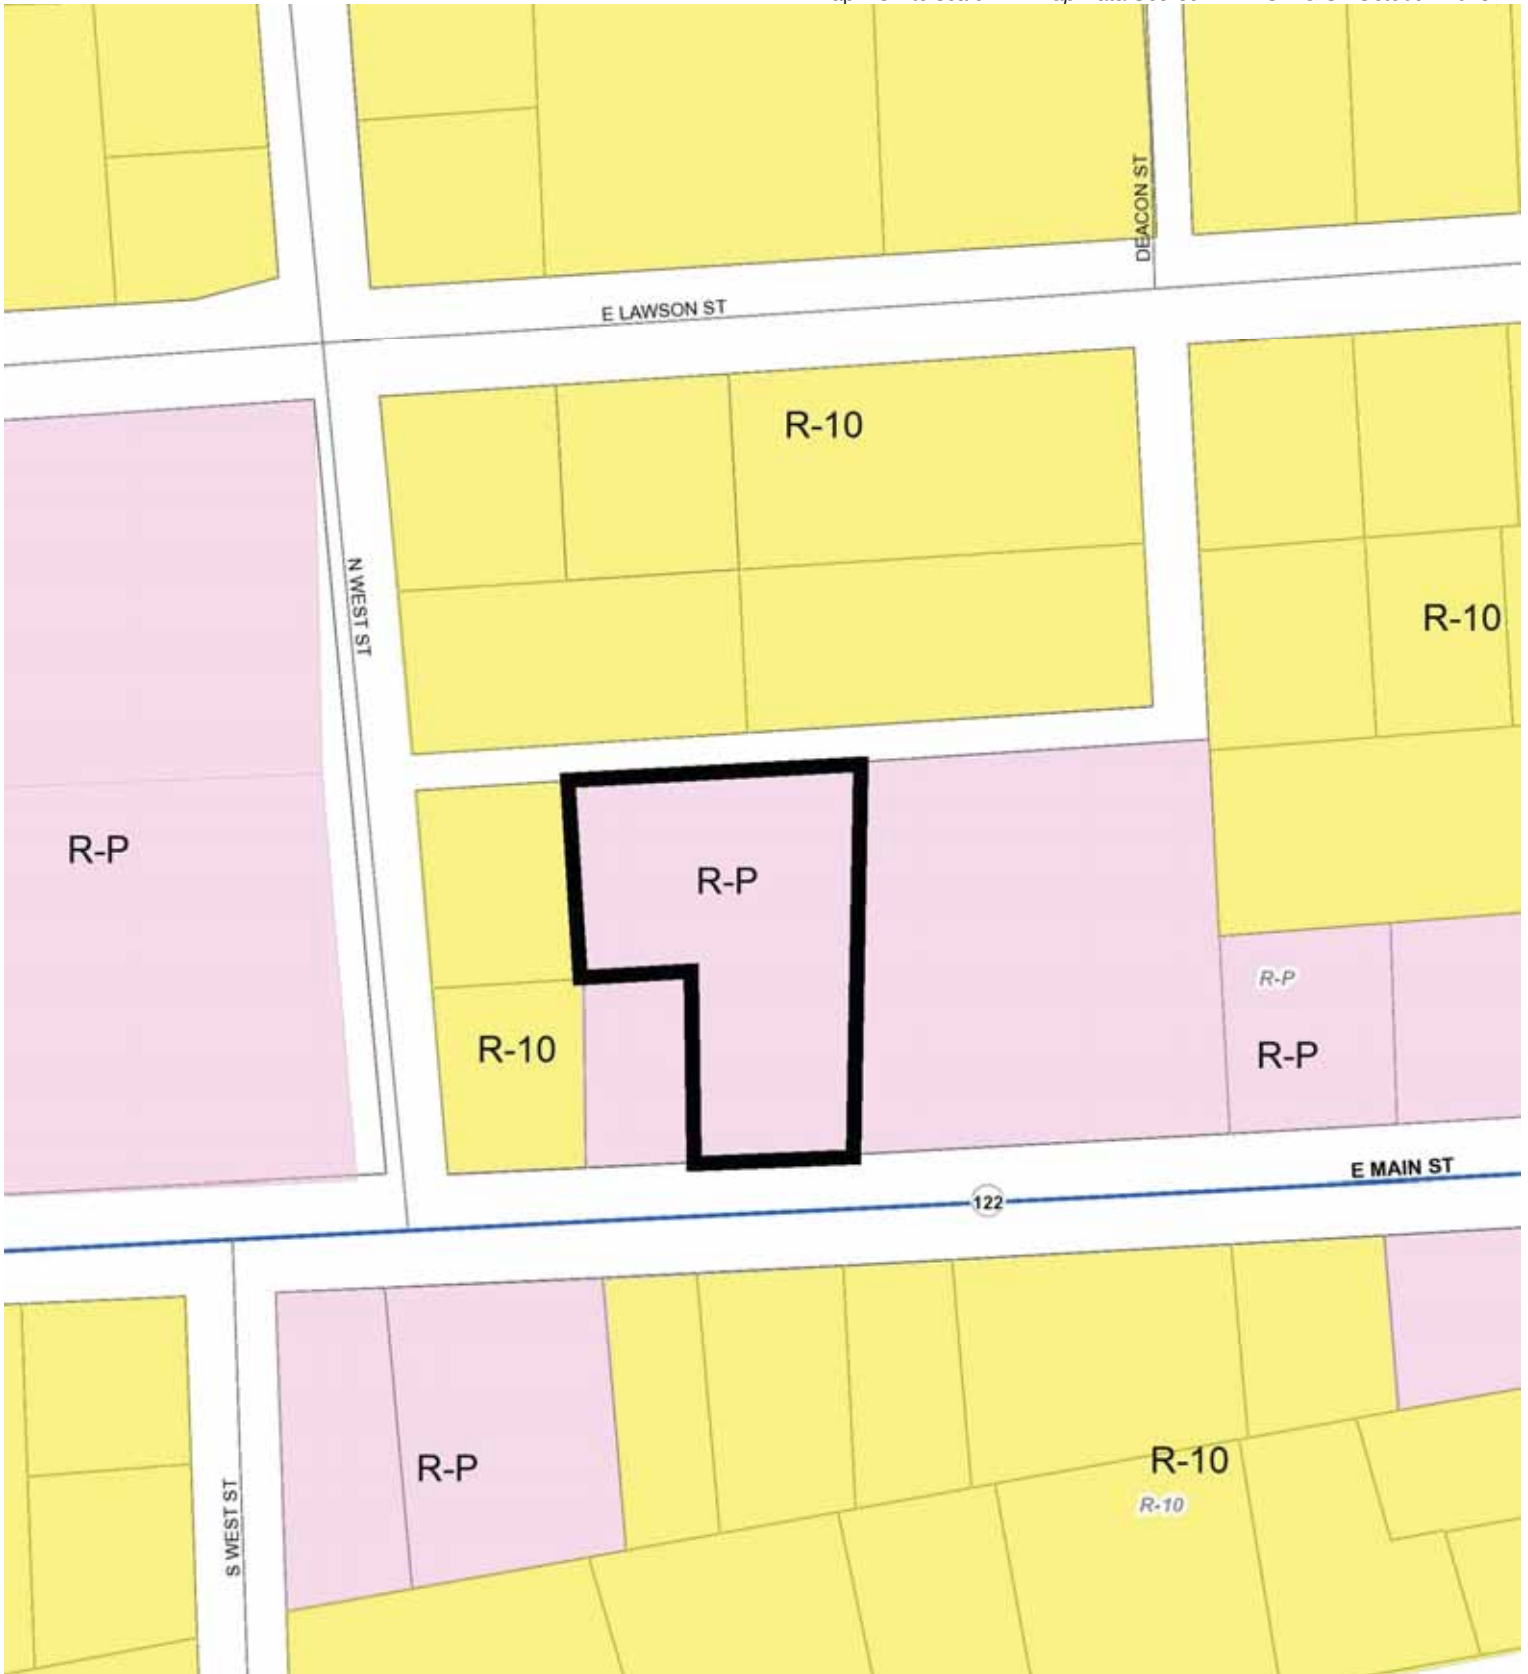 DEACON ST
E LAWSON ST
R-10
N WEST ST
R-10
R-P
R-P
R-P
R-10
R-P
E MAIN ST
122
R-10
R-P
R-10
S WEST ST